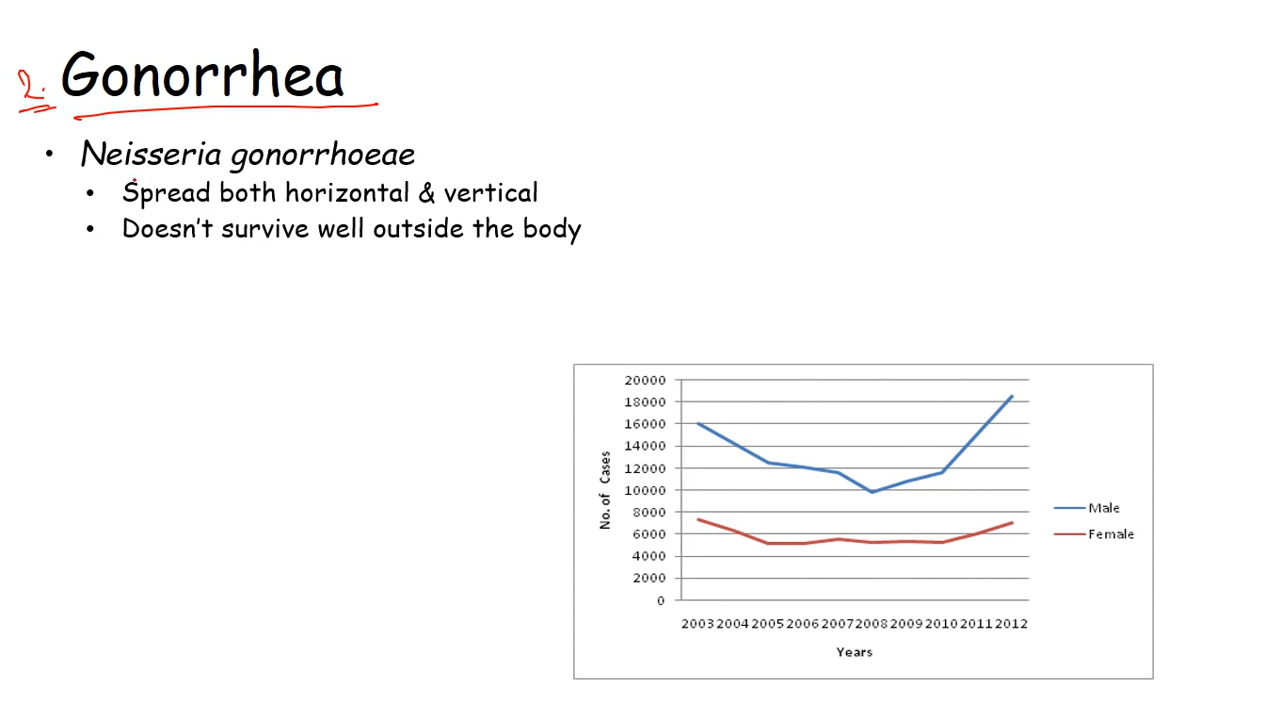 2. Gonorrhea
• Neisseria gonorrhoeae
• Spread both horizontal & vertical
• Doesn't survive well outside the body
20000
18000
16000
14000
12000
10000
8000
6000
4000
2000
0
No. of Cases
2003 2004 2005 2006 2007 2008 2009 2010 2011 2012
Years
Male
Female